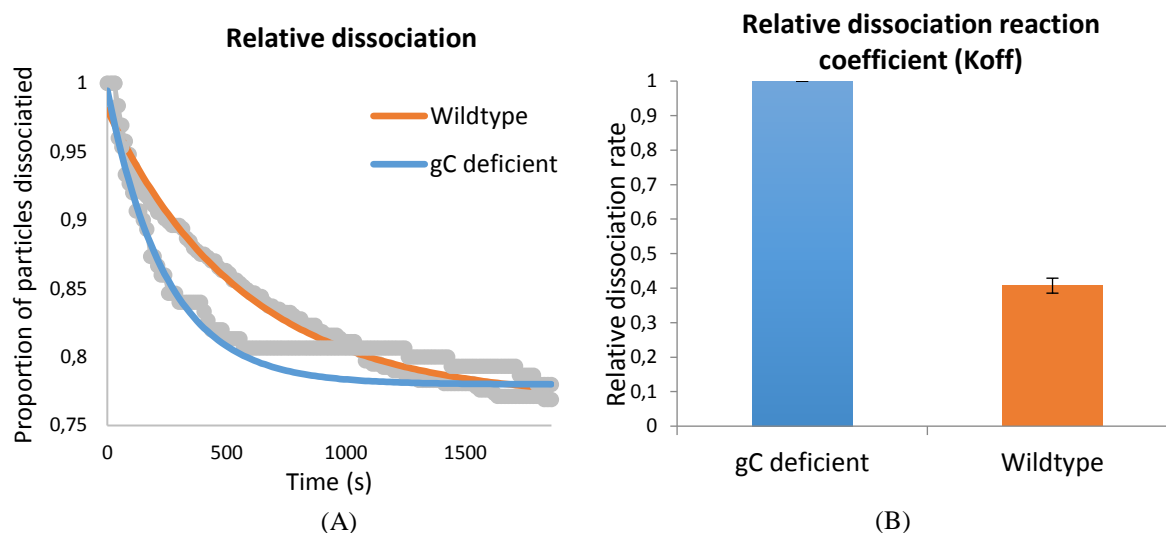 Relative dissociation
Proportion of particles dissociatied
1
0,95
0,9
0,85
0,8
0,75
0
500
1000
1500
Time (s)
Wildtype
gC deficient
(A)
Relative dissociation reaction
coefficient (Koff)
Relative dissociation rate
1
0,9
0,8
0,7
0,6
0,5
0,4
0,3
0,2
0,1
0
gC deficient
Wildtype
(B)